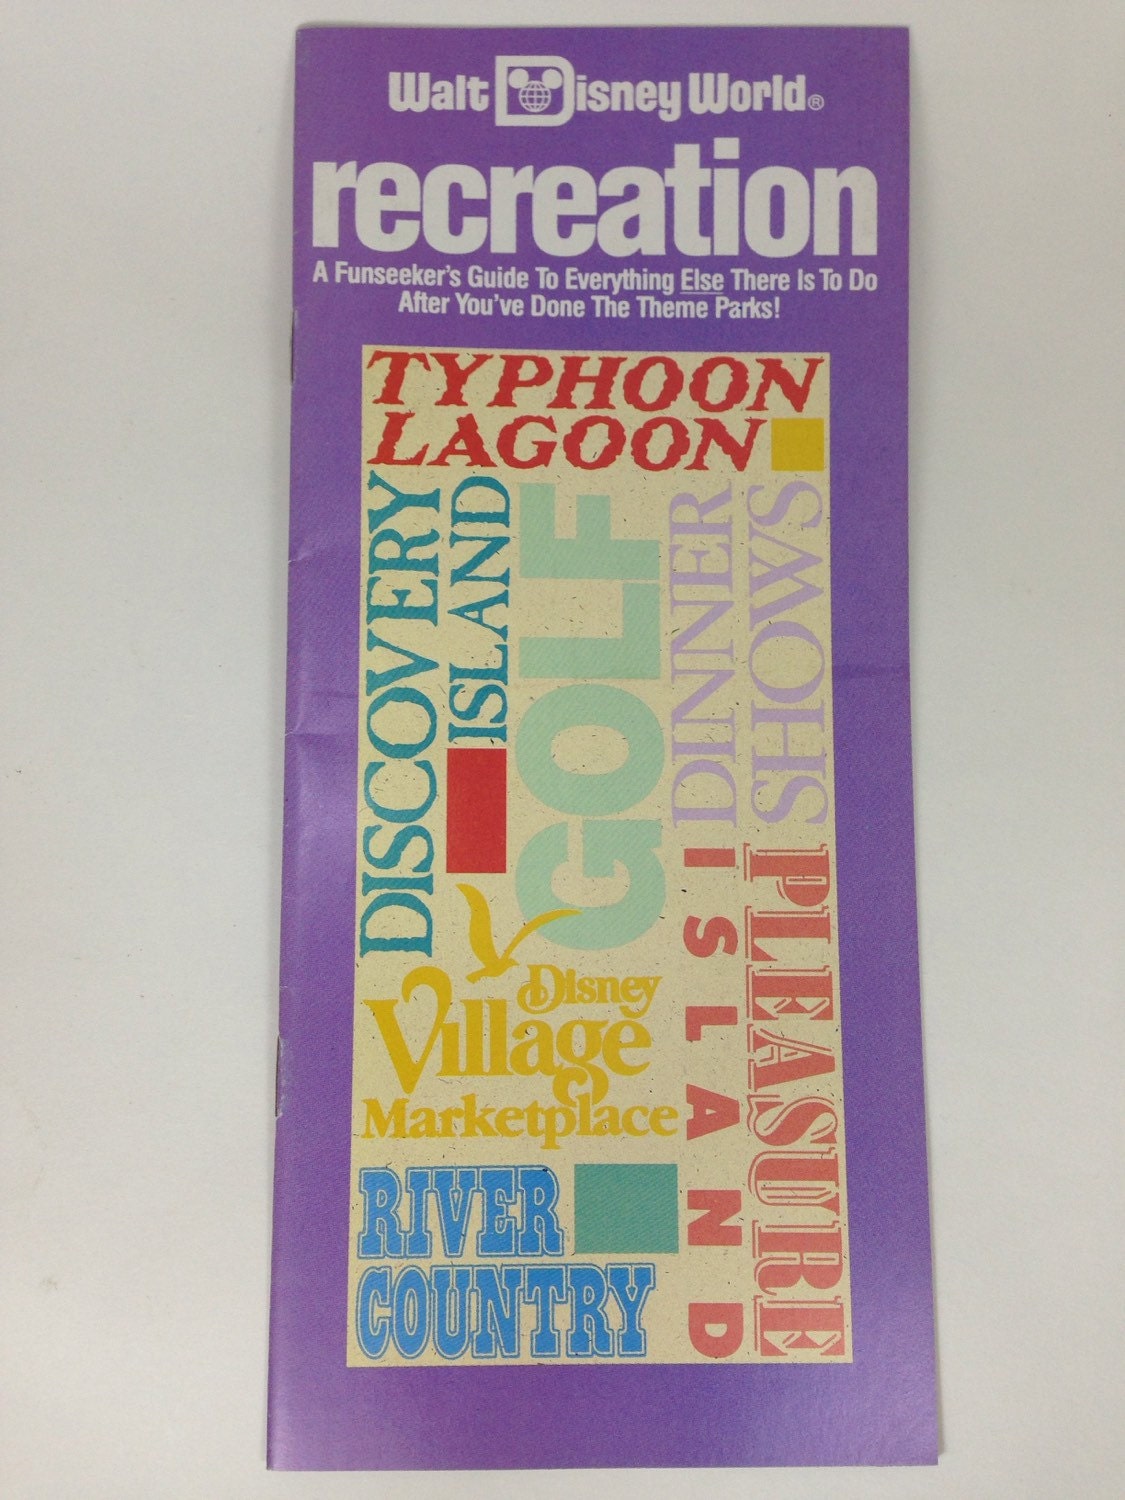 Walt Disney World®
recreation
A Funseeker's Guide To Everything Else There Is To Do
After You've Done The Theme Parks!
TYPHOON
LAGOON
DISCOVERY
ISLAND
GOLF
DINNER
SHOWS
PLEASURE
ISLAND
Disney
Village
Marketplace
RIVER
COUNTRY